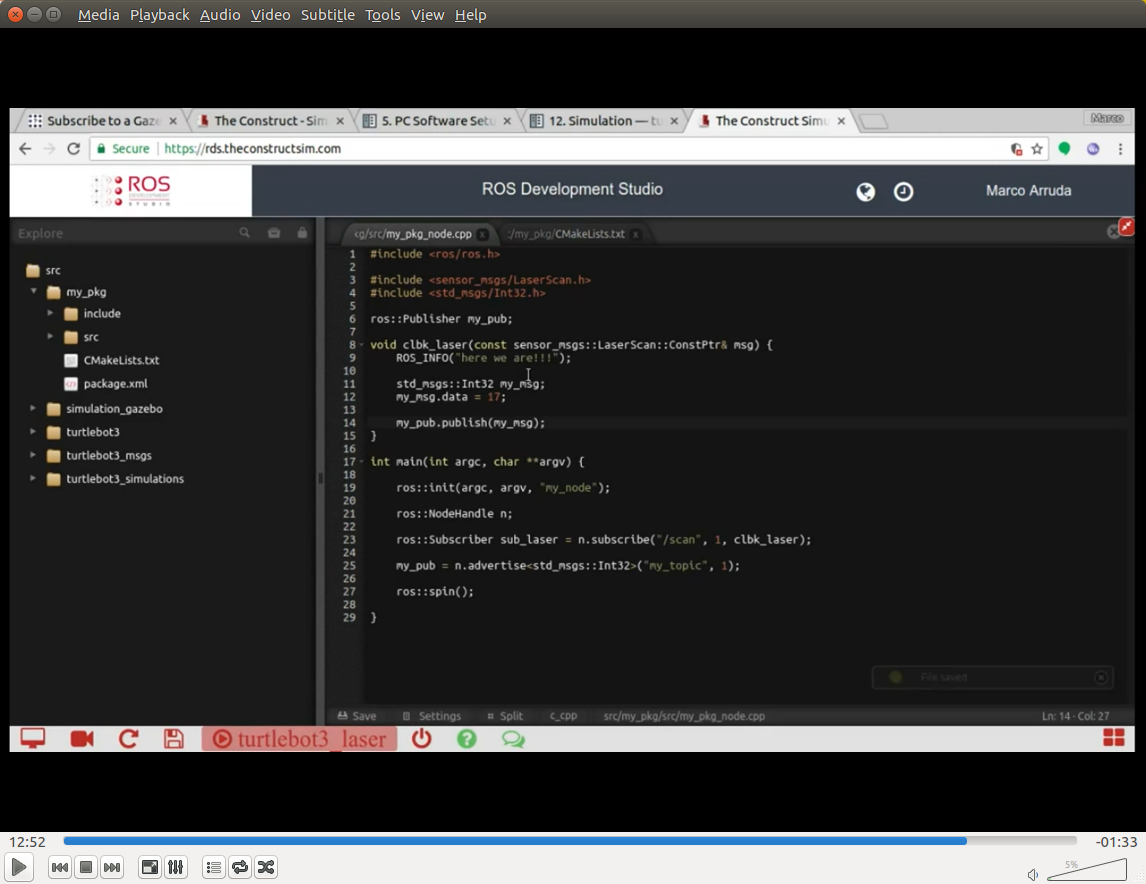 Media Playback Audio Video Subtitle Tools View Help
Subscribe to a Gaze × The Construct - Sim × 5. PC Software Setu × 12. Simulation — tu × The Construct Simu × Marco
Secure | https://rds.theconstructsim.com
ROS
DEVELOPMENT
STUDIO
ROS Development Studio
Marco Arruda
Explore
cg/src/my_pkg_node.cpp x :/my_pkg/CMakeLists.txt x
src
my_pkg
include
src
CMakeLists.txt
package.xml
simulation_gazebo
turtlebot3
turtlebot3_msgs
turtlebot3_simulations
1 #include <ros/ros.h>
2
3 #include <sensor_msgs/LaserScan.h>
4 #include <std_msgs/Int32.h>
5
6 ros::Publisher my_pub;
7
8 void clbk_laser(const sensor_msgs::LaserScan::ConstPtr& msg) {
9 ROS_INFO("here we are!!!");
10
11 std_msgs::Int32 my_msg;
12 my_msg.data = 17;
13
14 my_pub.publish(my_msg);
15 }
16
17 int main(int argc, char **argv) {
18
19 ros::init(argc, argv, "my_node");
20
21 ros::NodeHandle n;
22
23 ros::Subscriber sub_laser = n.subscribe("/scan", 1, clbk_laser);
24
25 my_pub = n.advertise<std_msgs::Int32>("my_topic", 1);
26
27 ros::spin();
28
29 }
File saved
Save Settings Split c_cpp src/my_pkg/src/my_pkg_node.cpp Ln: 14 · Col: 27
turtlebot3_laser
12:52 -01:33
5%